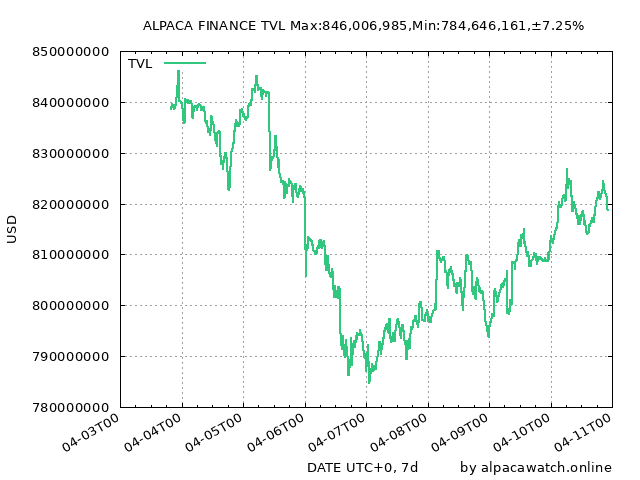 ALPACA FINANCE TVL Max:846,006,985,Min:784,646,161,±7.25%
850000000
TVL
840000000
830000000
820000000
USD
810000000
800000000
790000000
780000000
04-03T00 04-04T00 04-05T00 04-06T00 04-07T00 04-08T00 04-09T00 04-10T00 04-11T00
DATE UTC+0, 7d by alpacawatch.online